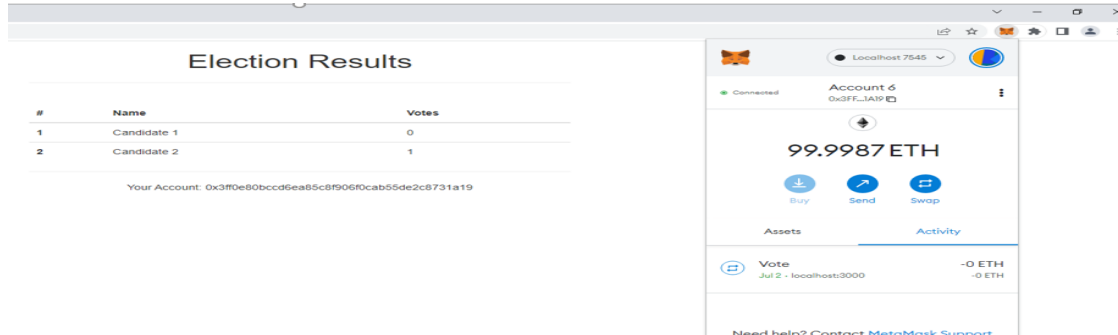 Election Results
# Name Votes
1 Candidate 1 0
2 Candidate 2 1
Your Account: 0x3ff0e80bccd6ea85c8f906f0cab55de2c8731a19
Localhost 7545
Connected
Account 6
0x3FF...1A19
99.9987 ETH
Buy Send Swap
Assets Activity
Vote -0 ETH
Jul 2 - localhost:3000 -0 ETH
Need help? Contact MetaMask Support